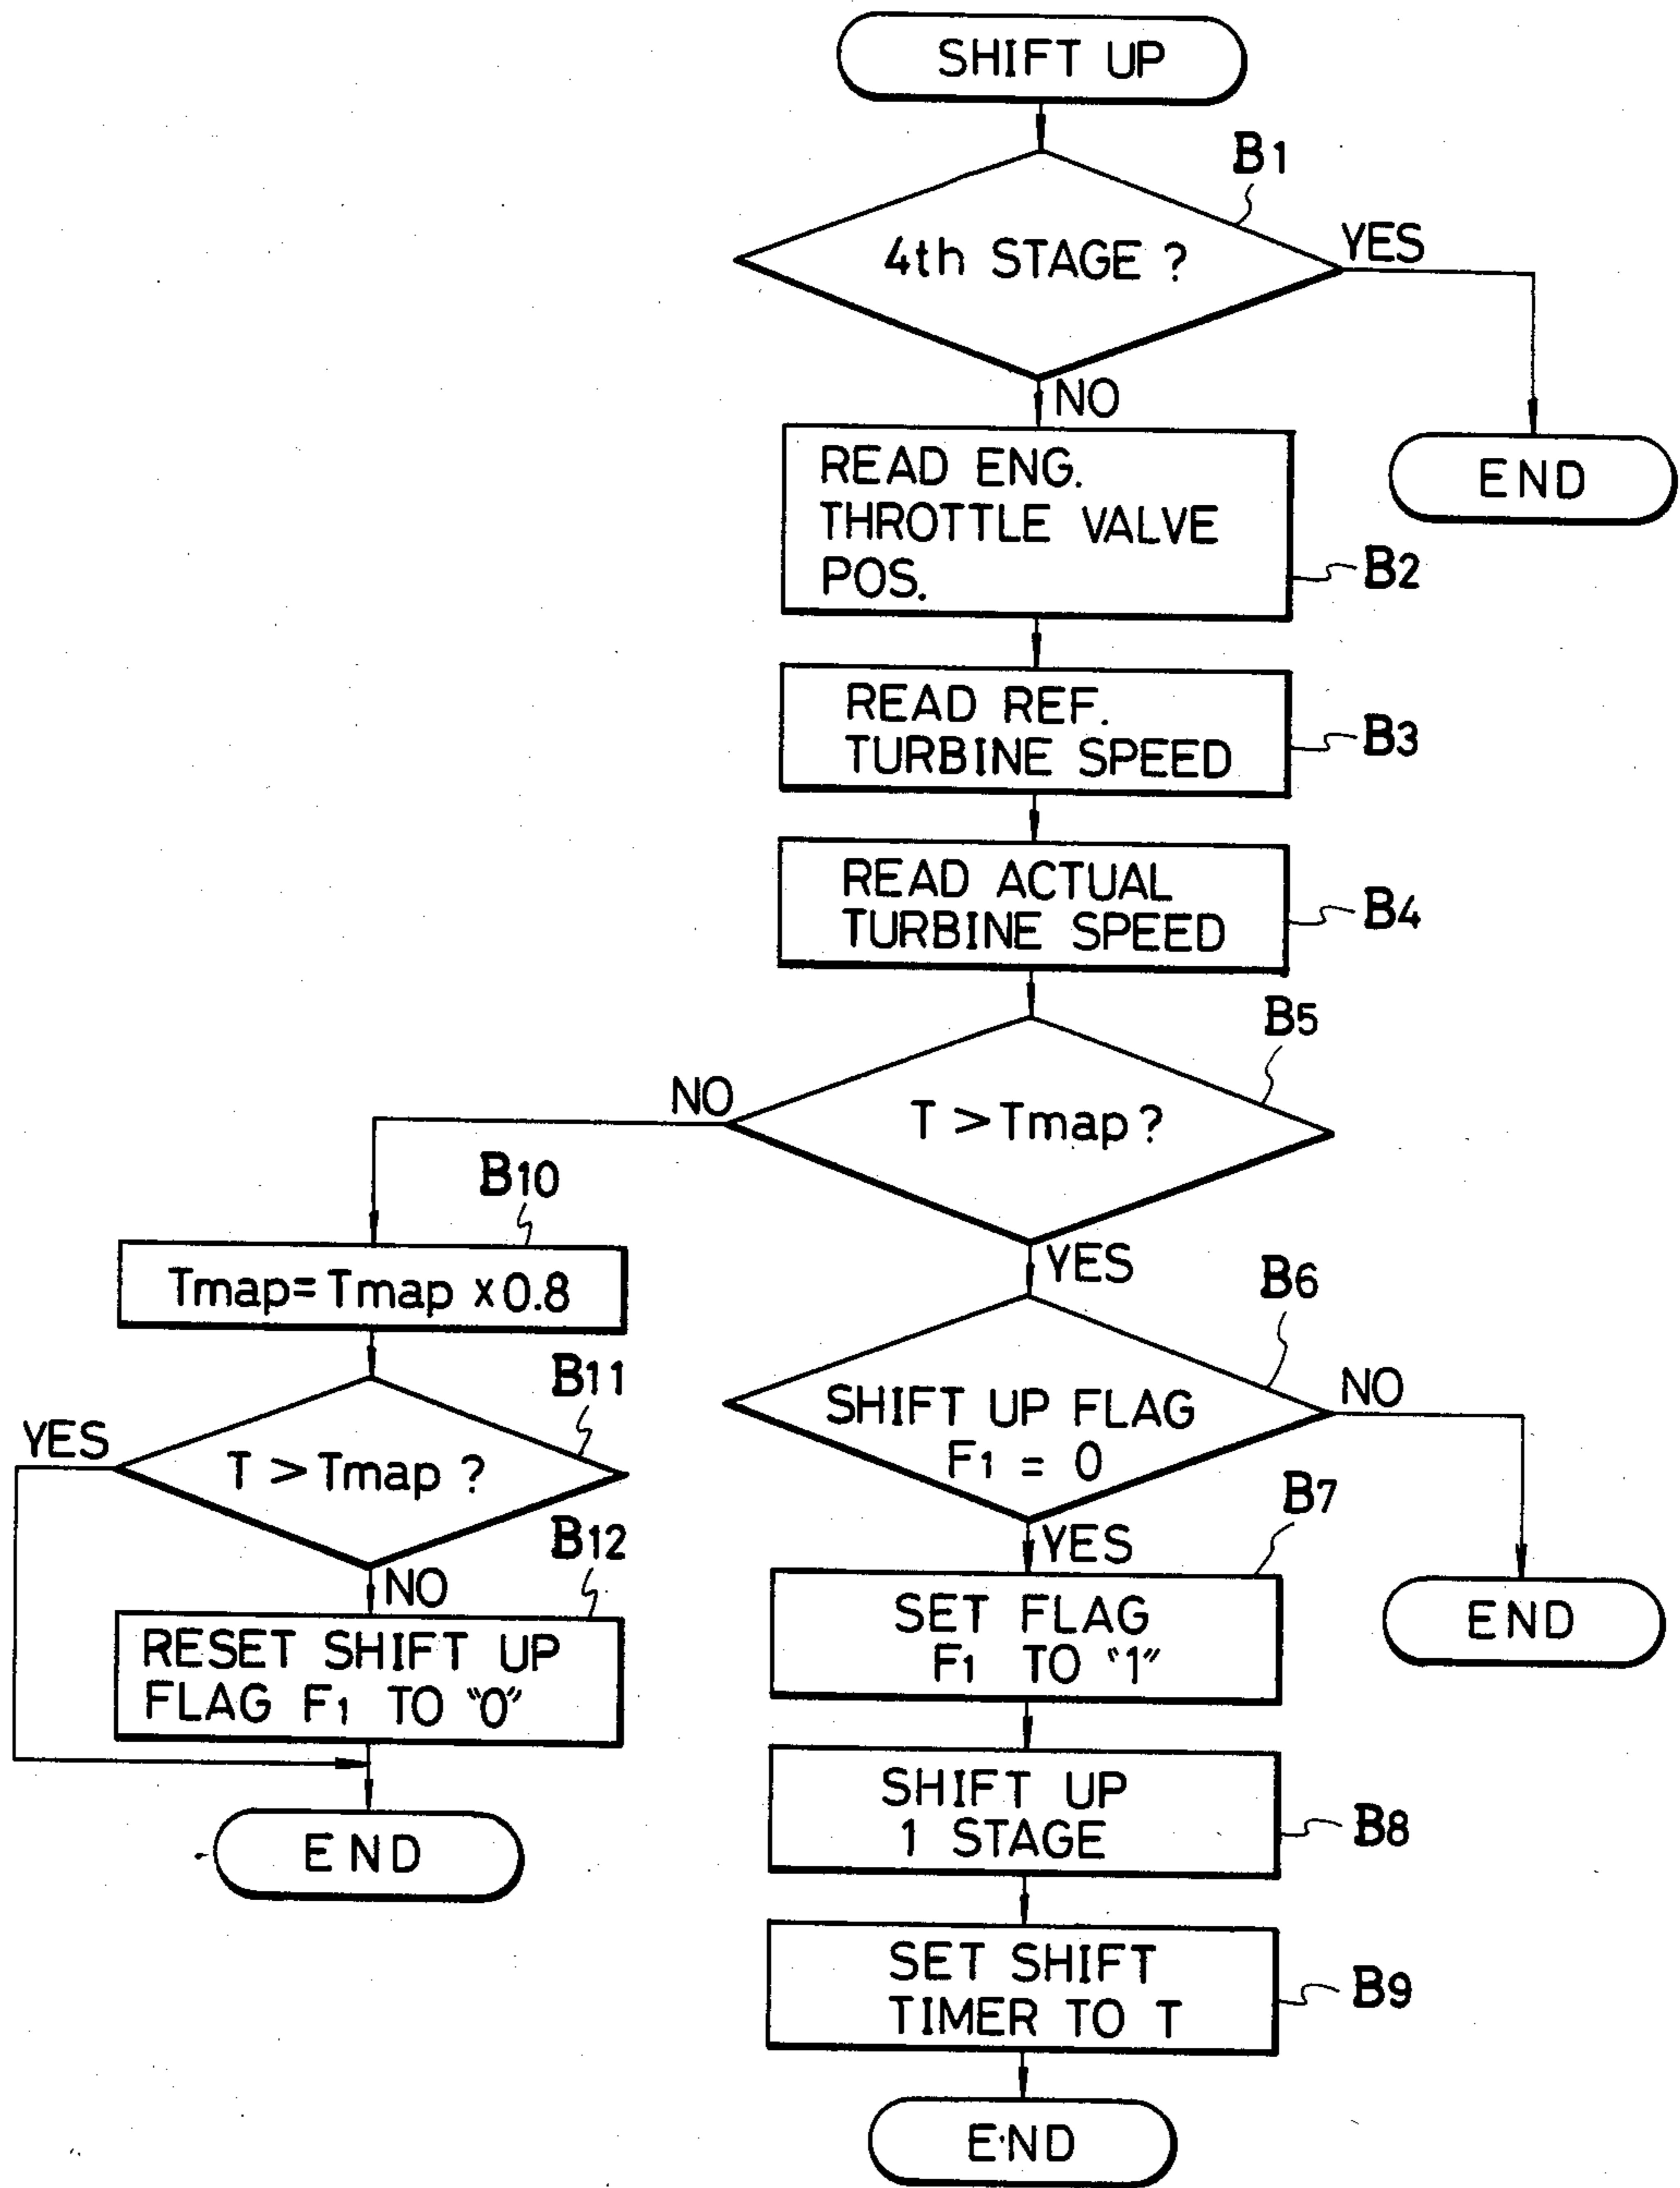 SHIFT UP
B1
4th STAGE ?
YES
NO
END
READ ENG.
THROTTLE VALVE
POS.
B2
READ REF.
TURBINE SPEED
B3
READ ACTUAL
TURBINE SPEED
B4
B5
NO
T > Tmap ?
YES
B10
Tmap = Tmap x 0.8
B11
YES
T > Tmap ?
NO
B12
RESET SHIFT UP
FLAG F1 TO "0"
END
B6
SHIFT UP FLAG
F1 = 0
NO
END
YES
B7
SET FLAG
F1 TO "1"
SHIFT UP
1 STAGE
B8
SET SHIFT
TIMER TO T
B9
END